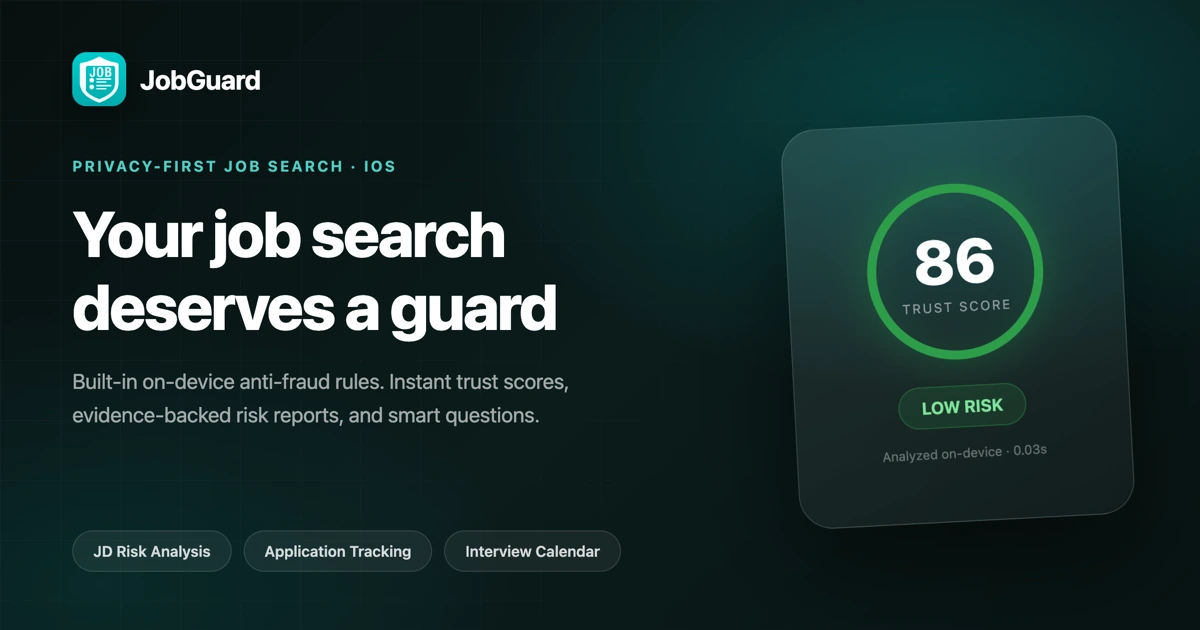 JOB
JobGuard
PRIVACY-FIRST JOB SEARCH · IOS
Your job search
deserves a guard
Built-in on-device anti-fraud rules. Instant trust scores,
evidence-backed risk reports, and smart questions.
JD Risk Analysis
Application Tracking
Interview Calendar
86
TRUST SCORE
LOW RISK
Analyzed on-device · 0.03s